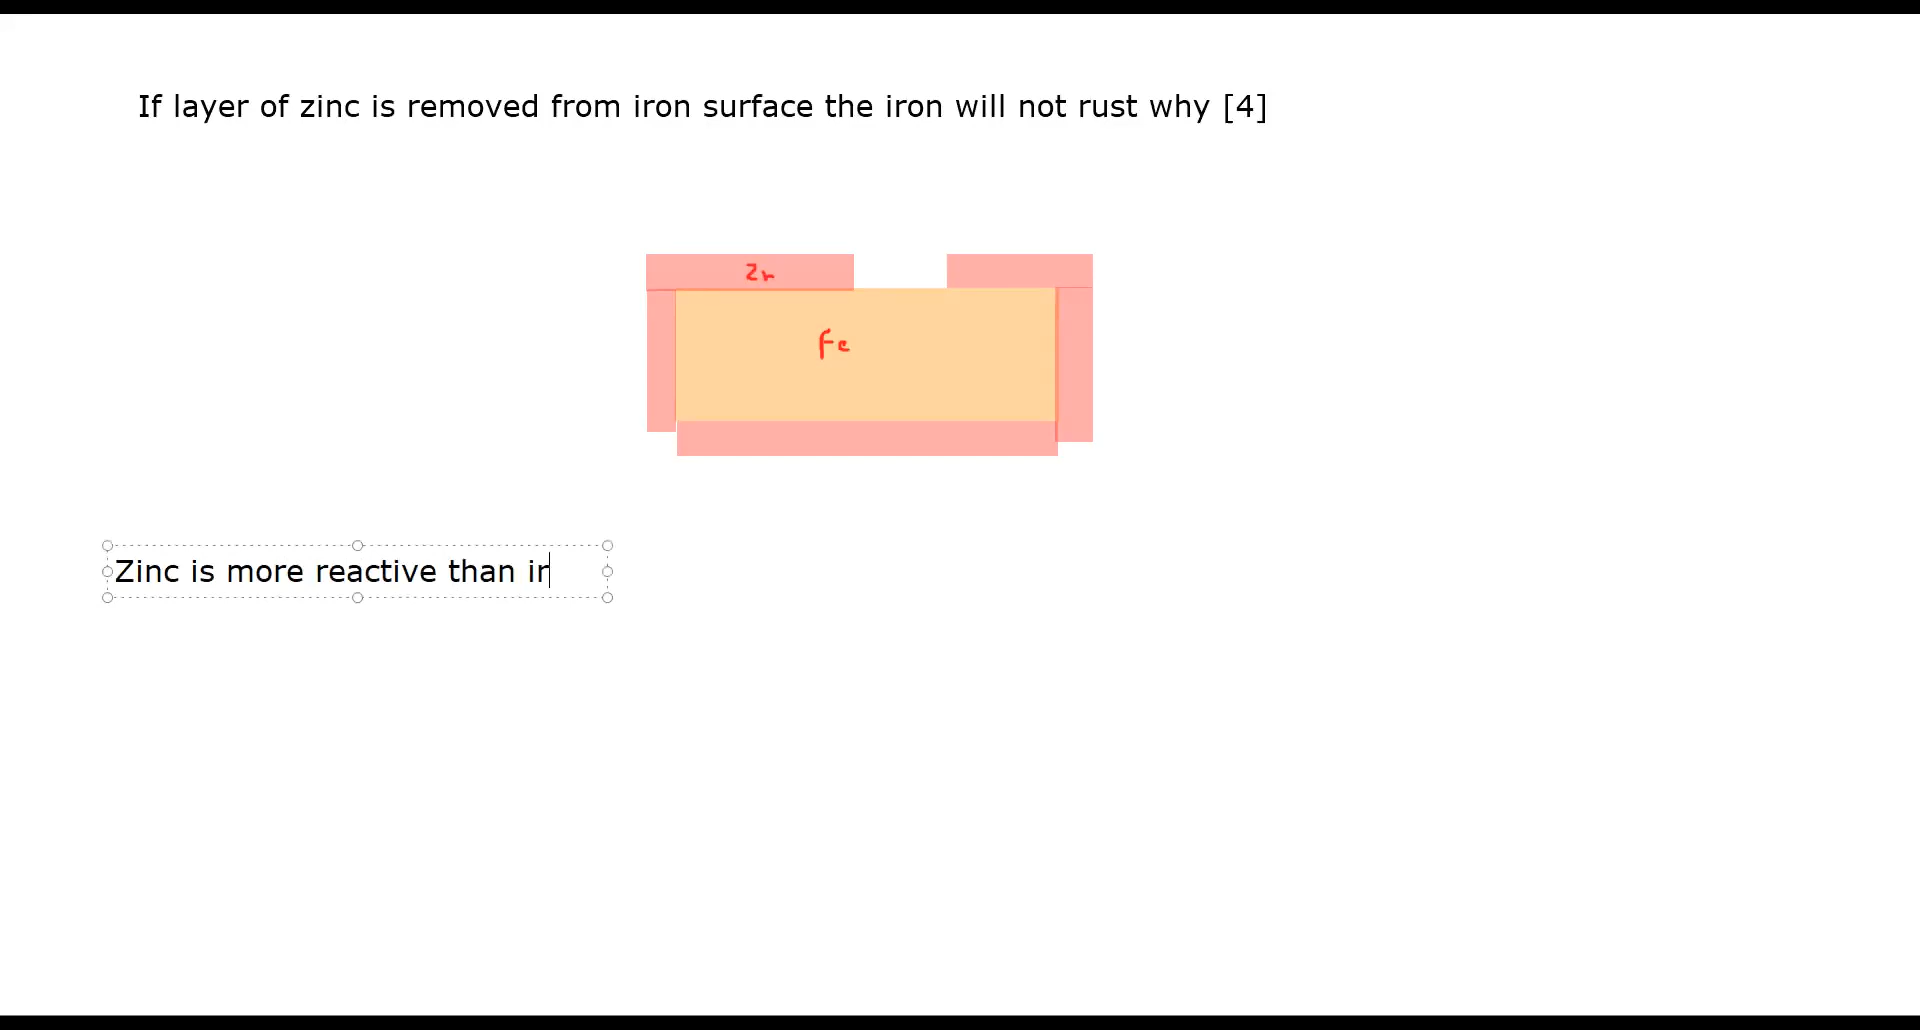 If layer of zinc is removed from iron surface the iron will not rust why [4]
Zn
Fe
Zinc is more reactive than ir